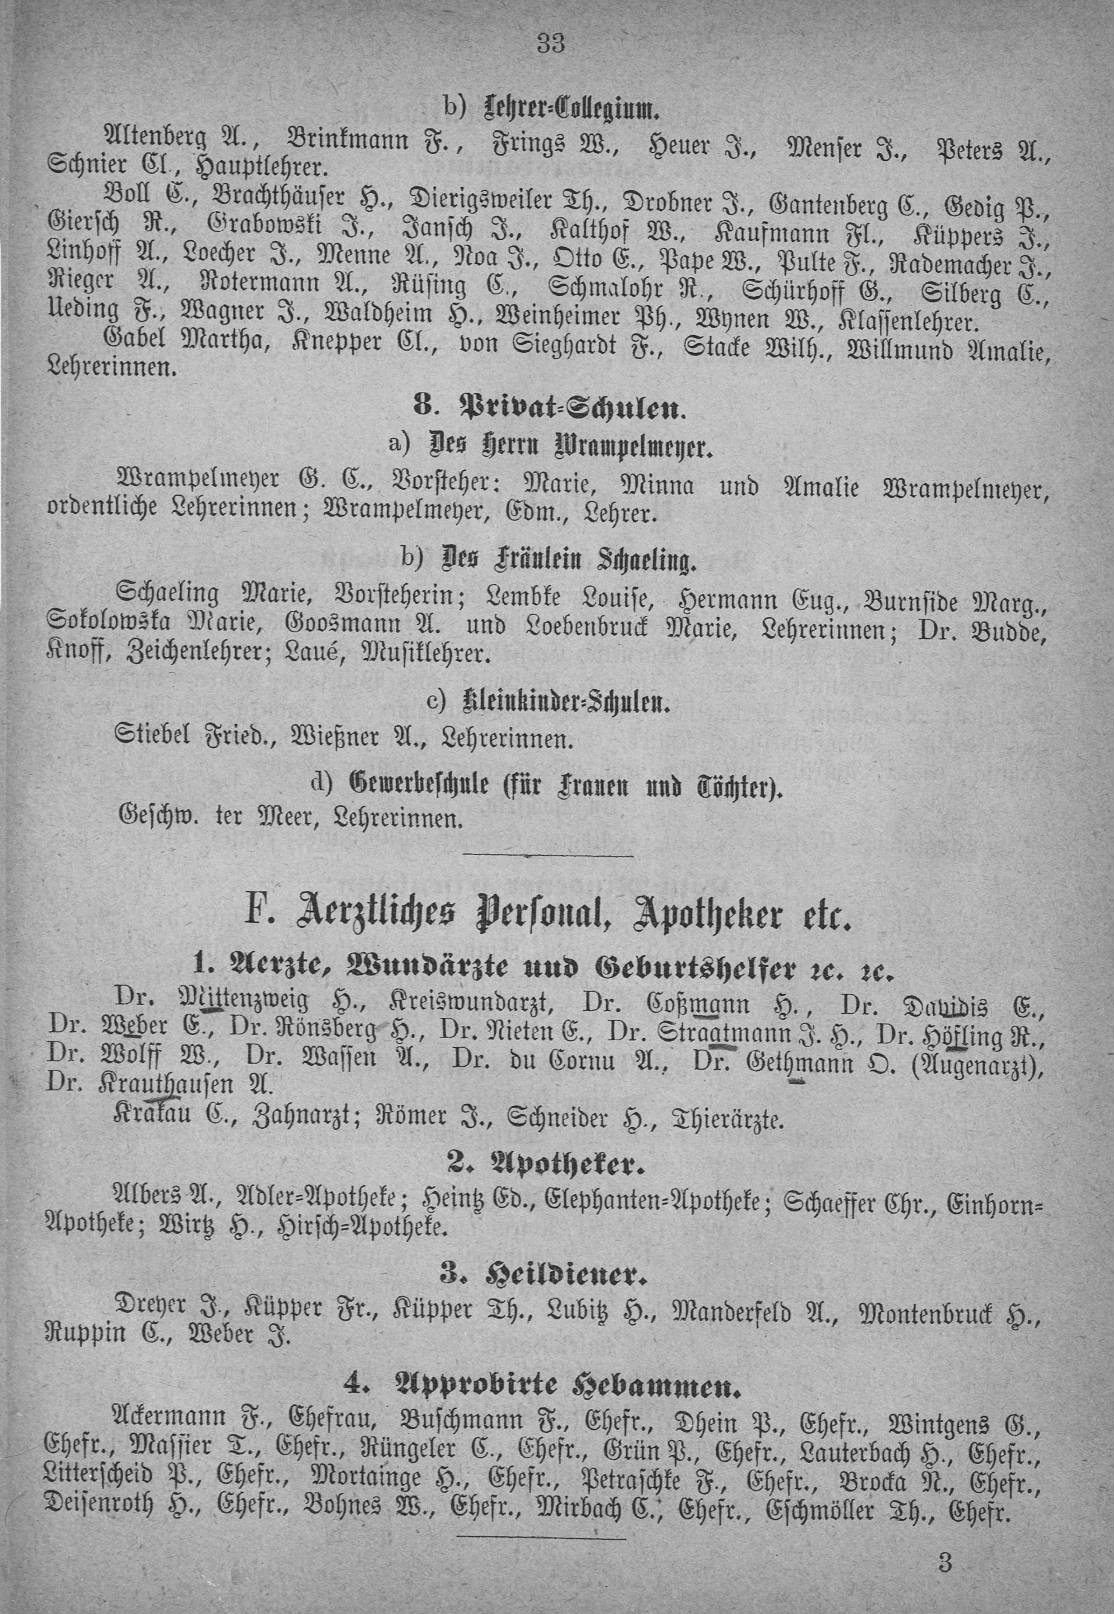 33
b) Lehrer-Collegium.
Altenberg A., Brinkmann F., Frings W., Heuer J., Menser J., Peters A.,
Schnier Cl., Hauptlehrer.
Boll C., Brachthäuser H., Dierigsweiler Th., Drobner J., Gantenberg C., Gedig P.,
Giersch R., Grabowski J., Jansch J., Kalthof W., Kaufmann Fl., Küppers J.,
Linhoff A., Loecher J., Menne A., Noa J., Otto E., Pape W., Pulte F., Rademacher J.,
Rieger A., Notermann A., Rüsing C., Schmalohr R., Schürhoff G., Silberg C.,
Ueding F., Wagner J., Waldheim H., Weinheimer Ph., Wynen W., Klassenlehrer.
Gabel Martha, Knepper Cl., von Sieghardt F., Stacke Wilh., Willmund Amalie,
Lehrerinnen.
8. Privat-Schulen.
a) Des Herrn Wrampelmeyer.
Wrampelmeyer G. C., Vorsteher: Marie, Minna und Amalie Wrampelmeyer,
ordentliche Lehrerinnen; Wrampelmeyer, Edm., Lehrer.
b) Des Fräulein Schaeling.
Schaeling Marie, Vorsteherin; Lembke Louise, Hermann Eug., Burnside Marg.,
Sokolowska Marie, Goosmann A. und Loebenbruck Marie, Lehrerinnen; Dr. Budde,
Knoff, Zeichenlehrer; Laué, Musiklehrer.
c) Kleinkinder-Schulen.
Stiebel Fried., Wießner A., Lehrerinnen.
d) Gewerbeschule (für Frauen und Töchter).
Geschw. ter Meer, Lehrerinnen.
F. Aerztliches Personal, Apotheker etc.
1. Aerzte, Wundärzte und Geburtshelfer ꝛc. ꝛc.
Dr. Mittenzweig H., Kreiswundarzt, Dr. Coßmann H., Dr. Davidis E.,
Dr. Weber E., Dr. Rönsberg H., Dr. Nieten E., Dr. Straatmann J. H., Dr. Höfling R.,
Dr. Wolff W., Dr. Wassen A., Dr. du Cornu A., Dr. Gethmann O. (Augenarzt),
Dr. Krauthausen A.
Krakau C., Zahnarzt; Römer J., Schneider H., Thierärzte.
2. Apotheker.
Albers A., Adler-Apotheke; Heintz Ed., Elephanten-Apotheke; Schaeffer Chr., Einhorn-
Apotheke; Wirtz H., Hirsch-Apotheke.
3. Heildiener.
Dreyer J., Küpper Fr., Küpper Th., Lubitz H., Manderfeld A., Montenbruck H.,
Ruppin C., Weber J.
4. Approbirte Hebammen.
Ackermann F., Ehefrau, Buschmann F., Ehefr., Dhein P., Ehefr., Wintgens G.,
Ehefr., Massier T., Ehefr., Rüngeler C., Ehefr., Grün P., Ehefr., Lauterbach H., Ehefr.,
Litterscheid P., Ehefr., Mortainge H., Ehefr., Petraschke F., Ehefr., Brocka N., Ehefr.,
Deisenroth H., Ehefr., Bohnes W., Ehefr., Mirbach C., Ehefr., Eschmöller Th., Ehefr.
3